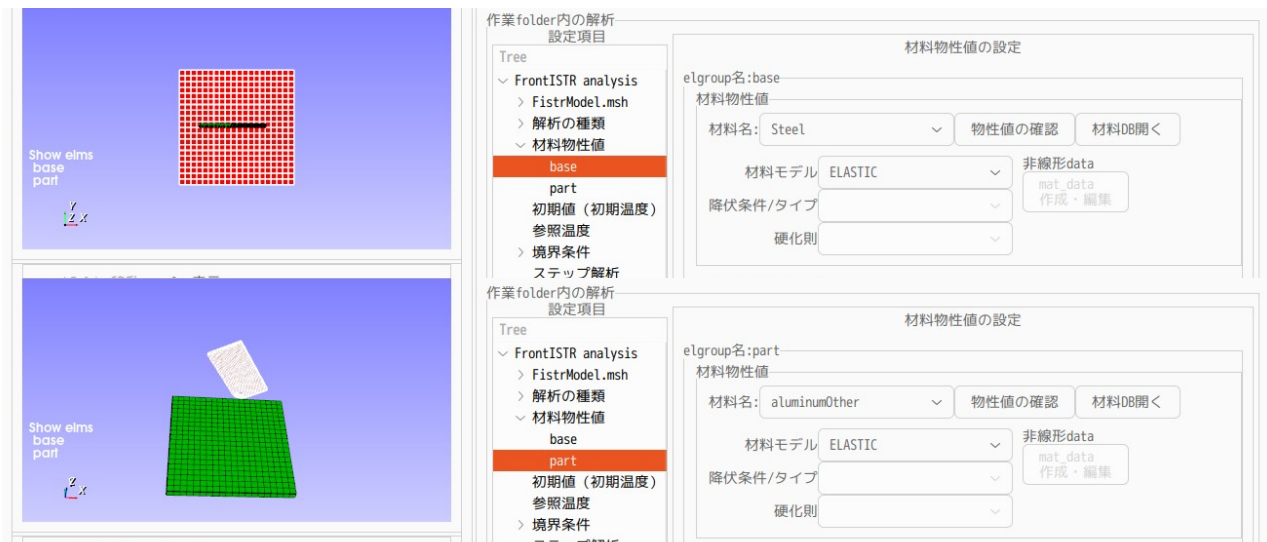 Show elms
base
part
Y
Z X
作業folder内の解析
設定項目
Tree
FrontISTR analysis
FistrModel.msh
解析の種類
材料物性値
base
part
初期値（初期温度）
参照温度
境界条件
ステップ解析
材料物性値の設定
elgroup名:base
材料物性値
材料名: Steel 物性値の確認 材料DB開く
材料モデル ELASTIC
非線形data
mat_data
作成・編集
降伏条件/タイプ
硬化則
Show elms
base
part
Z
X
作業folder内の解析
設定項目
Tree
FrontISTR analysis
FistrModel.msh
解析の種類
材料物性値
base
part
初期値（初期温度）
参照温度
境界条件
材料物性値の設定
elgroup名:part
材料物性値
材料名: aluminumOther 物性値の確認 材料DB開く
材料モデル ELASTIC
非線形data
mat_data
作成・編集
降伏条件/タイプ
硬化則